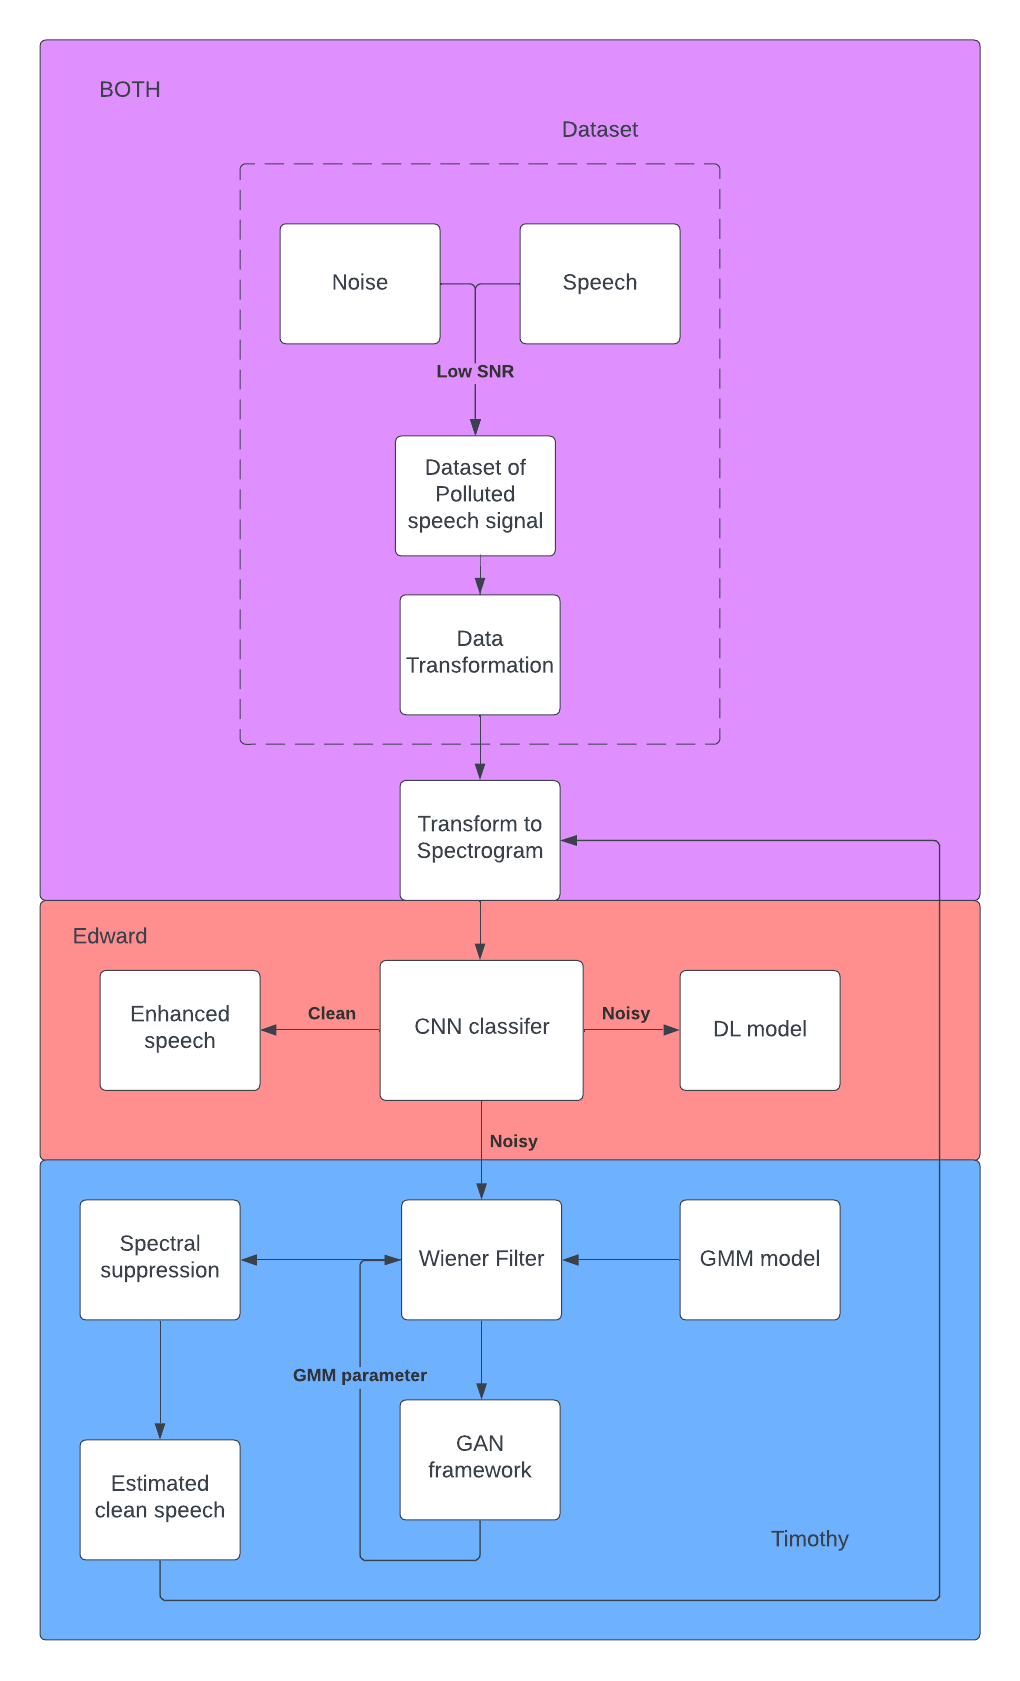 BOTH
Dataset
Noise
Speech
Low SNR
Dataset of
Polluted
speech signal
Data
Transformation
Transform to
Spectrogram
Edward
Enhanced
speech
Clean
CNN classifer
Noisy
DL model
Noisy
Spectral
suppression
Wiener Filter
GMM model
GMM parameter
GAN
framework
Estimated
clean speech
Timothy